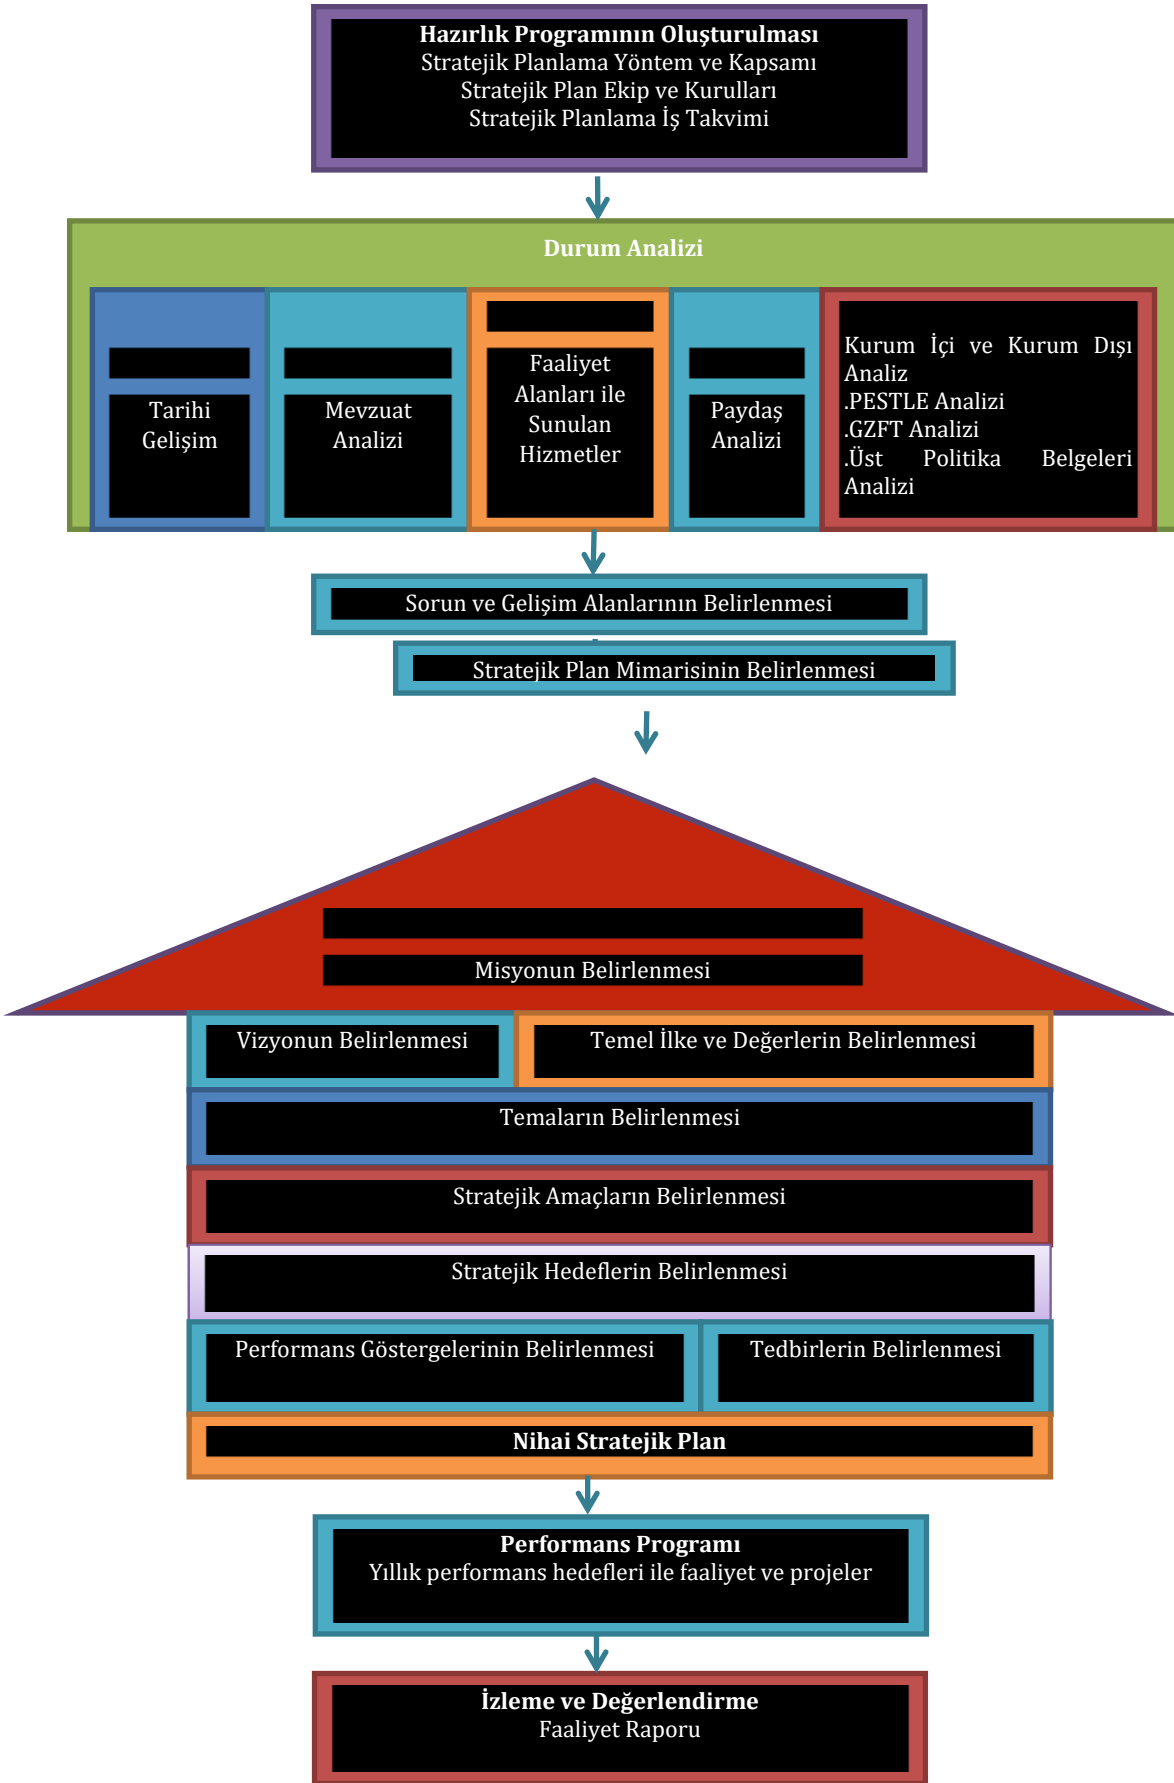 Hazırlık Programının Oluşturulması
Stratejik Planlama Yöntem ve Kapsamı
Stratejik Plan Ekip ve Kurulları
Stratejik Planlama İş Takvimi
Durum Analizi
Tarihi
Gelişim
Mevzuat
Analizi
Faaliyet
Alanları ile
Sunulan
Hizmetler
Paydaş
Analizi
Kurum İçi ve Kurum Dışı
Analiz
.PESTLE Analizi
.GZFT Analizi
.Üst Politika Belgeleri
Analizi
Sorun ve Gelişim Alanlarının Belirlenmesi
Stratejik Plan Mimarisinin Belirlenmesi
Misyonun Belirlenmesi
Vizyonun Belirlenmesi
Temel İlke ve Değerlerin Belirlenmesi
Temaların Belirlenmesi
Stratejik Amaçların Belirlenmesi
Stratejik Hedeflerin Belirlenmesi
Performans Göstergelerinin Belirlenmesi
Tedbirlerin Belirlenmesi
Nihai Stratejik Plan
Performans Programı
Yıllık performans hedefleri ile faaliyet ve projeler
İzleme ve Değerlendirme
Faaliyet Raporu